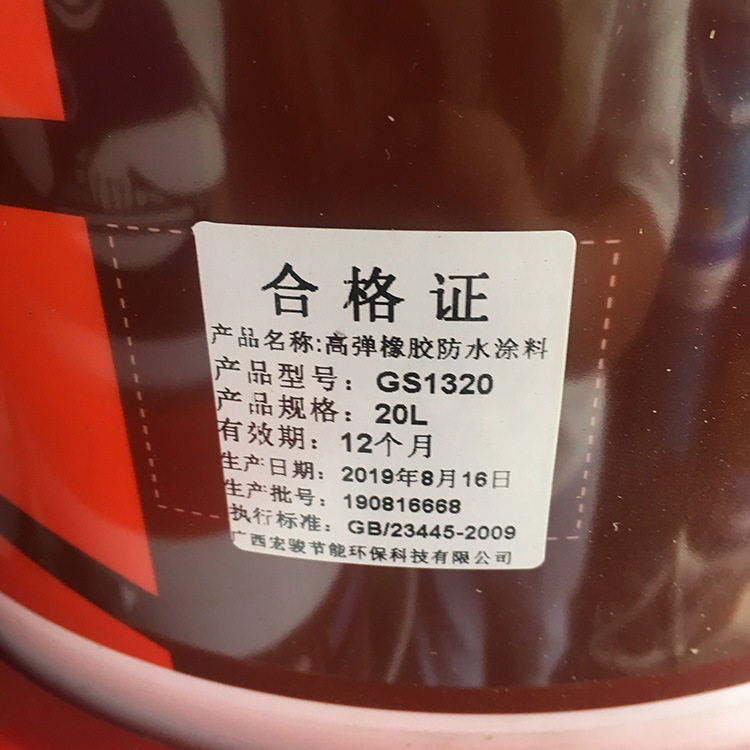 合格证
产品名称:高弹橡胶防水涂料
产品型号：GS1320
产品规格：20L
有效期：12个月
生产日期：2019年8月16日
生产批号：190816668
执行标准：GB/23445-2009
广西宏骏节能环保科技有限公司